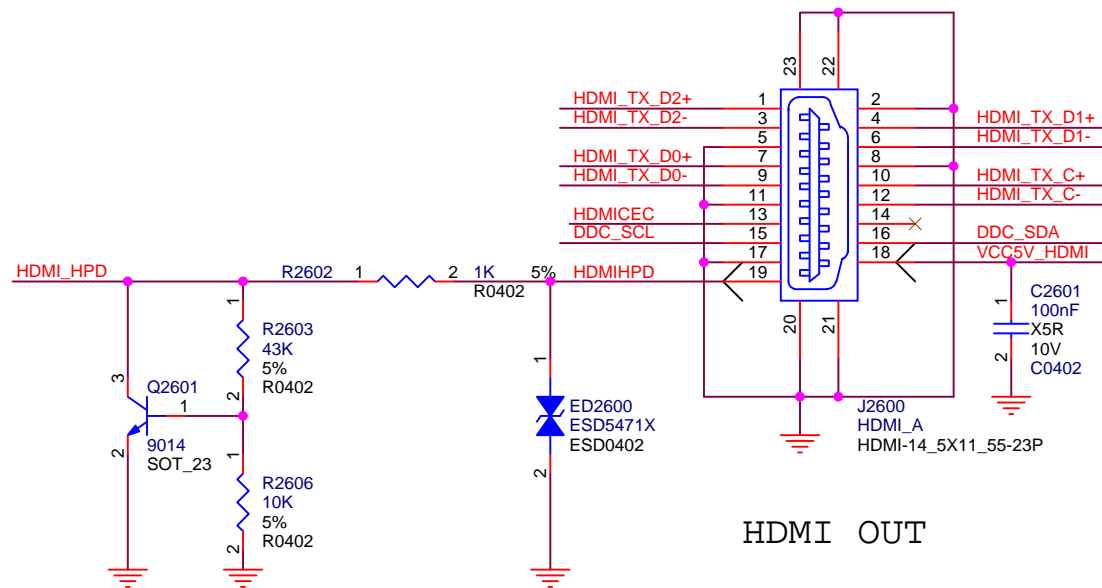 23 22
HDMI_TX_D2+ 1 2
HDMI_TX_D2- 3 4 HDMI_TX_D1+
5 6 HDMI_TX_D1-
HDMI_TX_D0+ 7 8
HDMI_TX_D0- 9 10 HDMI_TX_C+
11 12 HDMI_TX_C-
HDMICEC 13 14
DDC_SCL 15 16 DDC_SDA
17 18 VCC5V_HDMI
HDMI_HPD R2602 1 2 1K 5% HDMIHPD 19
R0402
20 21
1 C2601
100nF
X5R
10V
2 C0402
1 R2603
43K
5%
2 R0402
3 Q2601
1
9014
2 SOT_23
1 R2606
10K
5%
2 R0402
1
ED2600
ESD5471X
ESD0402
2
J2600
HDMI_A
HDMI-14_5X11_55-23P
HDMI OUT